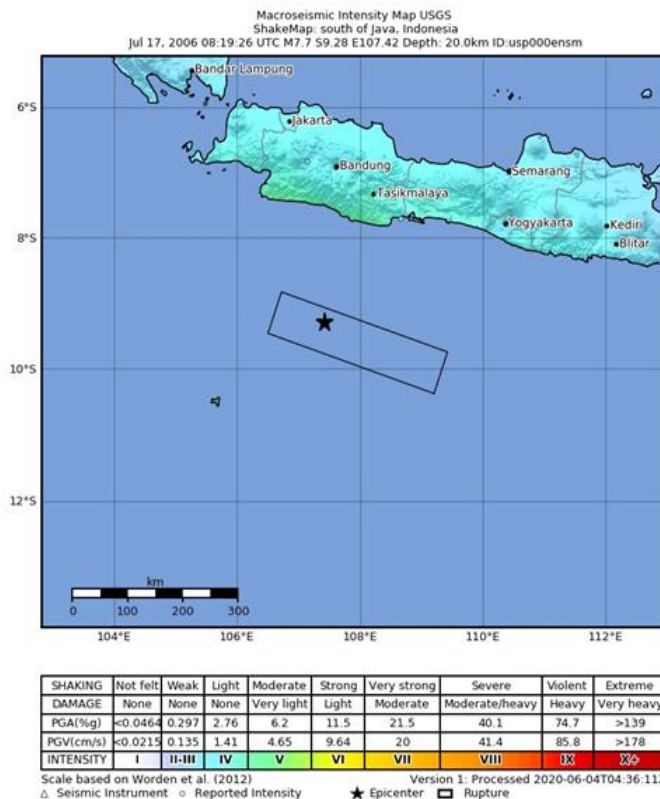 Macroseismic Intensity Map USGS
ShakeMap: south of Java, Indonesia
Jul 17, 2006 08:19:26 UTC M7.7 S9.28 E107.42 Depth: 20.0km ID:usp000ensm
Bandar Lampung
6°S
Jakarta
Bandung
Semarang
Tasikmalaya
Yogyakarta
Kediri
8°S
Blitar
10°S
12°S
km
0 100 200 300
104°E 106°E 108°E 110°E 112°E
SHAKING Not felt Weak Light Moderate Strong Very strong Severe Violent Extreme
DAMAGE None None None Very light Light Moderate Moderate/heavy Heavy Very heavy
PGA(%g) <0.0464 0.297 2.76 6.2 11.5 21.5 40.1 74.7 >139
PGV(cm/s) <0.0215 0.135 1.41 4.65 9.64 20 41.4 85.8 >178
INTENSITY I II-III IV V VI VII VIII IX X+
Scale based on Worden et al. (2012) Version 1: Processed 2020-06-04T04:36:11Z
△ Seismic Instrument ○ Reported Intensity ★ Epicenter □ Rupture